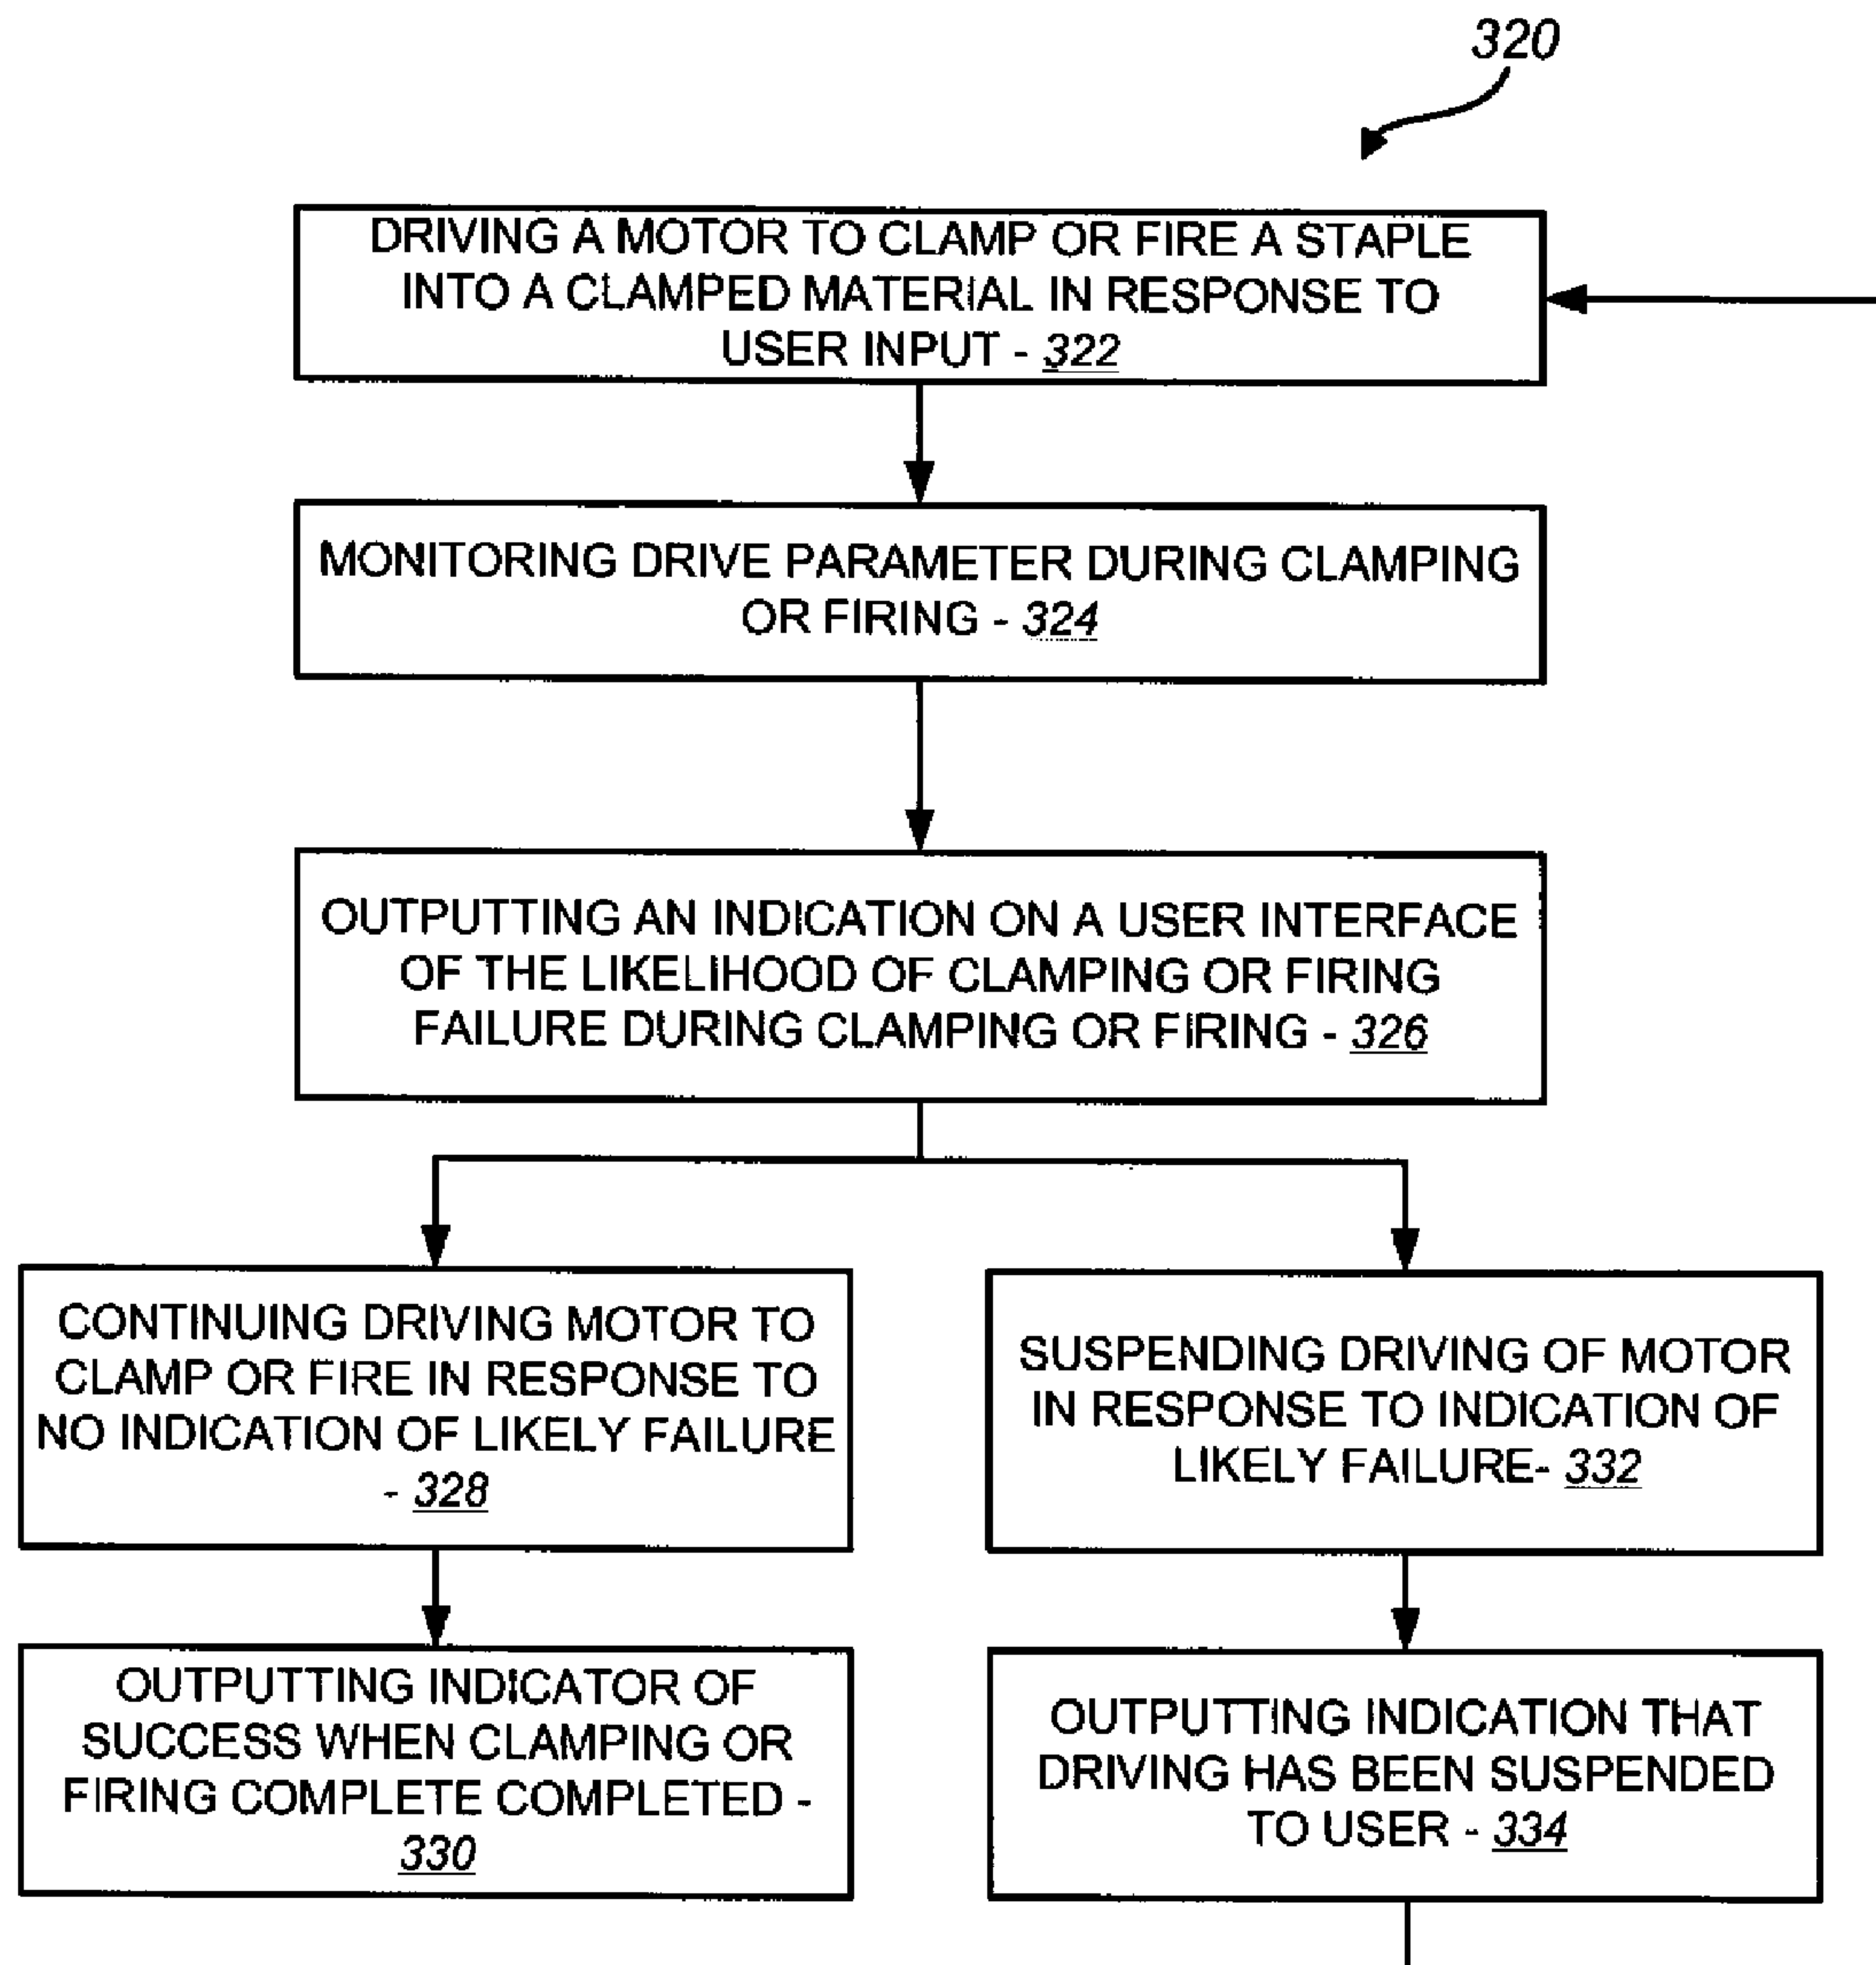 320
DRIVING A MOTOR TO CLAMP OR FIRE A STAPLE
INTO A CLAMPED MATERIAL IN RESPONSE TO
USER INPUT - 322
MONITORING DRIVE PARAMETER DURING CLAMPING
OR FIRING - 324
OUTPUTTING AN INDICATION ON A USER INTERFACE
OF THE LIKELIHOOD OF CLAMPING OR FIRING
FAILURE DURING CLAMPING OR FIRING - 326
CONTINUING DRIVING MOTOR TO
CLAMP OR FIRE IN RESPONSE TO
NO INDICATION OF LIKELY FAILURE
- 328
SUSPENDING DRIVING OF MOTOR
IN RESPONSE TO INDICATION OF
LIKELY FAILURE- 332
OUTPUTTING INDICATOR OF
SUCCESS WHEN CLAMPING OR
FIRING COMPLETE COMPLETED -
330
OUTPUTTING INDICATION THAT
DRIVING HAS BEEN SUSPENDED
TO USER - 334